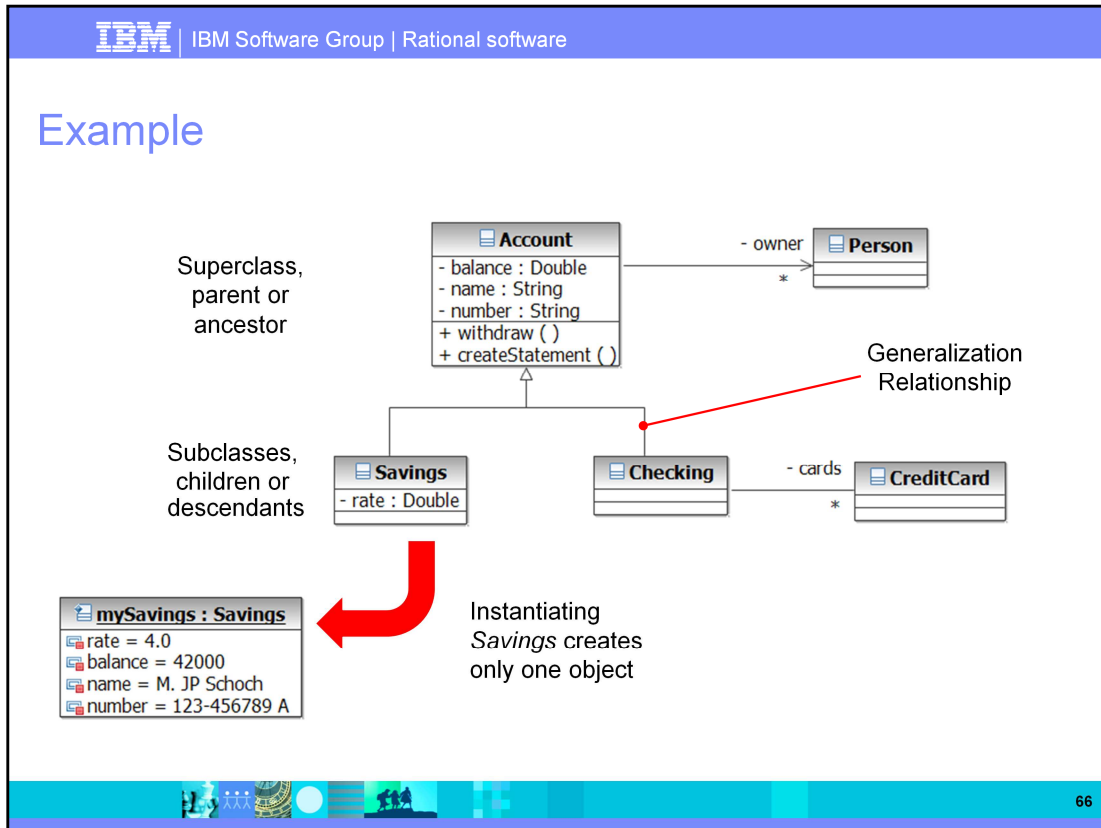 IBM | IBM Software Group | Rational software
Example
Superclass,
parent or
ancestor
Account
- balance : Double
- name : String
- number : String
+ withdraw ( )
+ createStatement ( )
- owner
*
Person
Generalization
Relationship
Subclasses,
children or
descendants
Savings
- rate : Double
Checking
- cards
*
CreditCard
mySavings : Savings
rate = 4.0
balance = 42000
name = M. JP Schoch
number = 123-456789 A
Instantiating
Savings creates
only one object
66